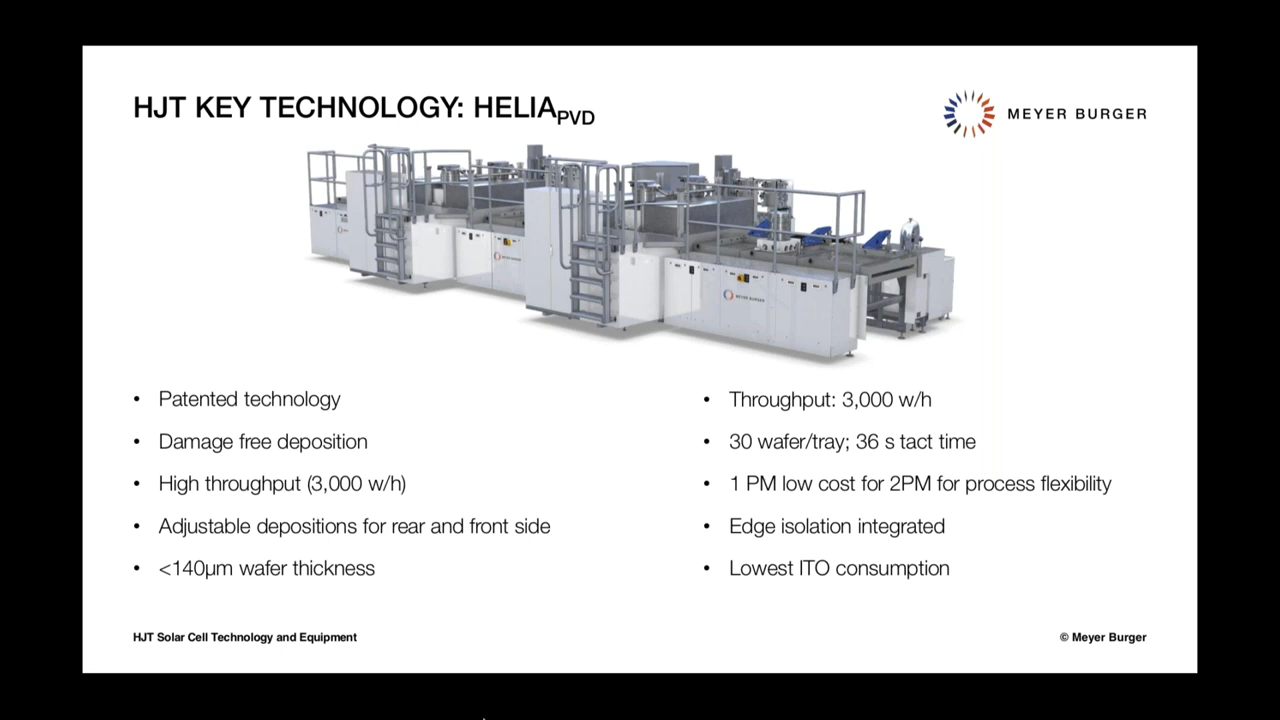 HJT KEY TECHNOLOGY: HELIAPVD
MEYER BURGER
MEYER BURGER
• Patented technology
• Damage free deposition
• High throughput (3,000 w/h)
• Adjustable depositions for rear and front side
• <140µm wafer thickness
• Throughput: 3,000 w/h
• 30 wafer/tray; 36 s tact time
• 1 PM low cost for 2PM for process flexibility
• Edge isolation integrated
• Lowest ITO consumption
HJT Solar Cell Technology and Equipment
© Meyer Burger